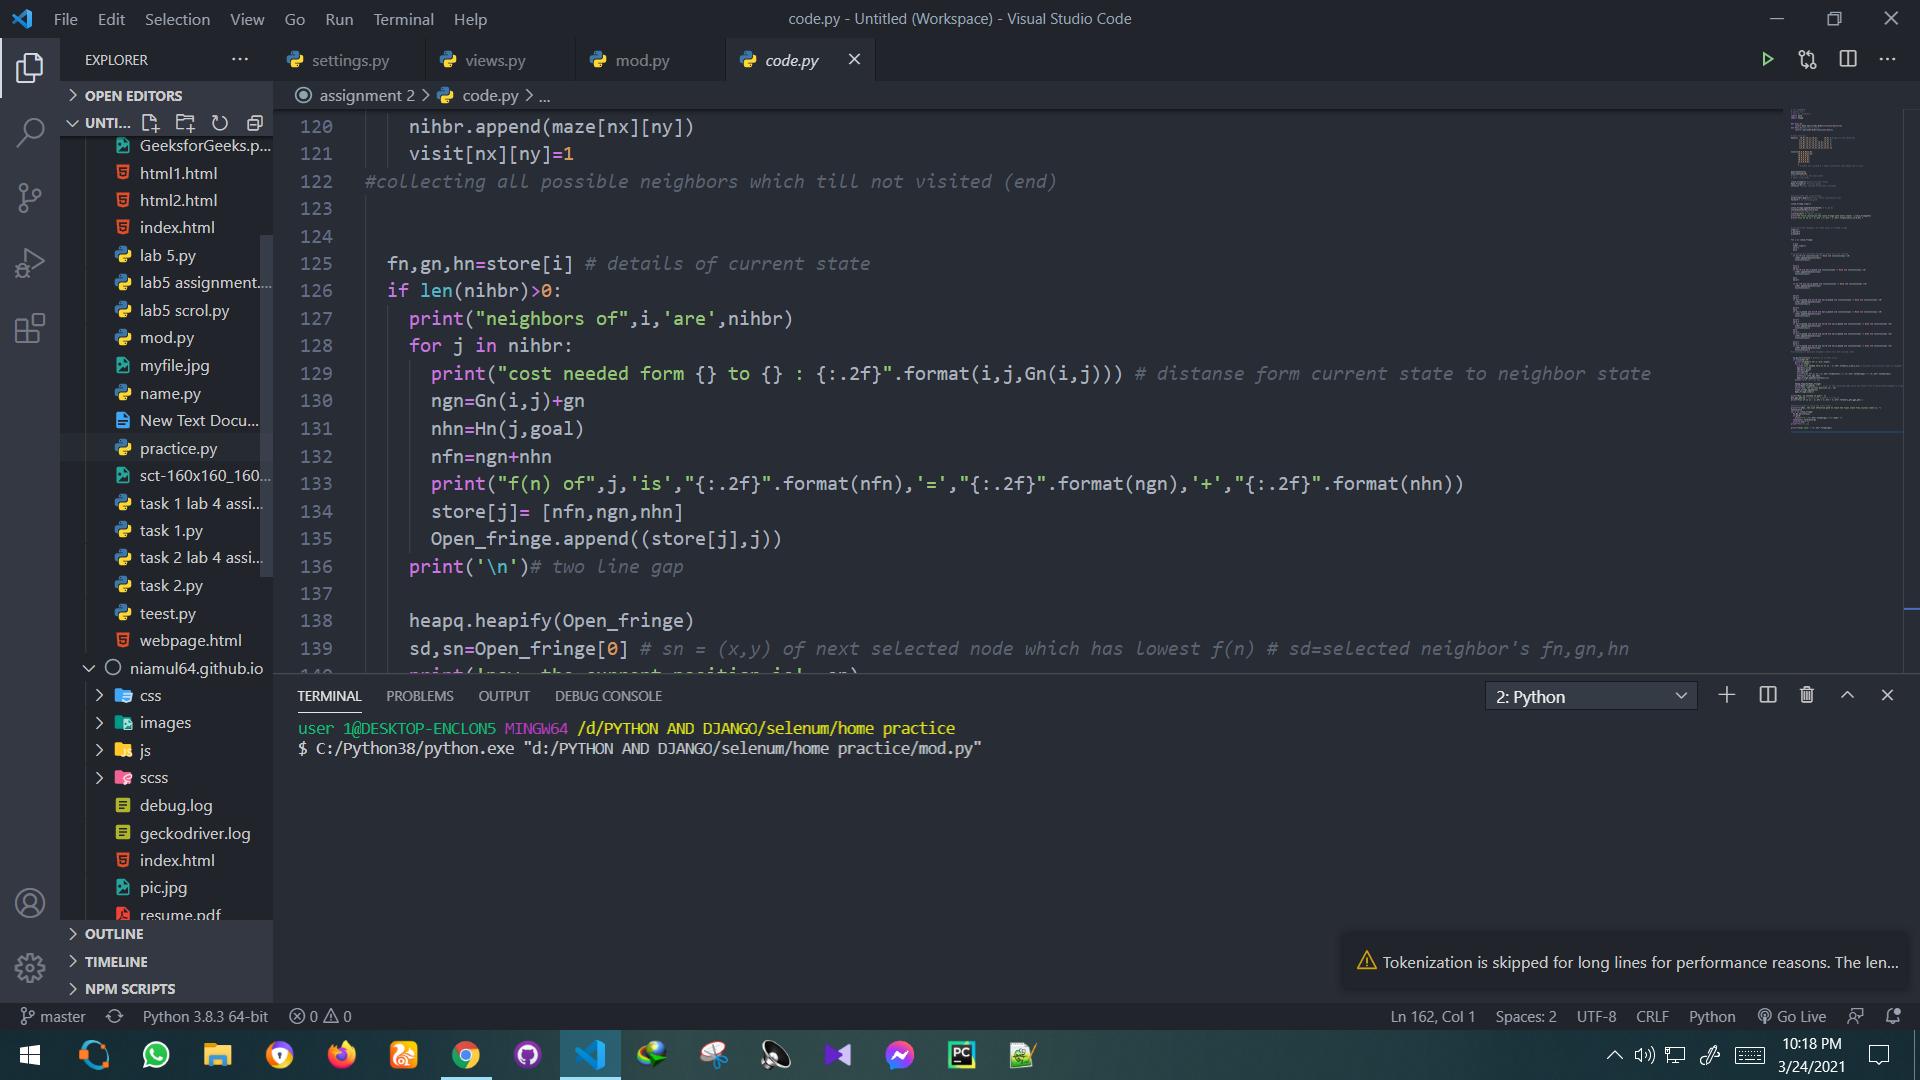 File Edit Selection View Go Run Terminal Help
code.py - Untitled (Workspace) - Visual Studio Code
EXPLORER
settings.py
views.py
mod.py
code.py
OPEN EDITORS
UNTI...
assignment 2 > code.py > ...
GeeksforGeeks.p...
html1.html
html2.html
index.html
lab 5.py
lab5 assignment....
lab5 scrol.py
mod.py
myfile.jpg
name.py
New Text Docu...
practice.py
sct-160x160_160...
task 1 lab 4 assi...
task 1.py
task 2 lab 4 assi...
task 2.py
teest.py
webpage.html
niamul64.github.io
css
images
js
scss
debug.log
geckodriver.log
index.html
pic.jpg
resume.pdf
OUTLINE
TIMELINE
NPM SCRIPTS
120 nihbr.append(maze[nx][ny])
121 visit[nx][ny]=1
122 #collecting all possible neighbors which till not visited (end)
123
124
125 fn,gn,hn=store[i] # details of current state
126 if len(nihbr)>0:
127 print("neighbors of",i,'are',nihbr)
128 for j in nihbr:
129 print("cost needed form {} to {} : {:.2f}".format(i,j,Gn(i,j))) # distanse form current state to neighbor state
130 ngn=Gn(i,j)+gn
131 nhn=Hn(j,goal)
132 nfn=ngn+nhn
133 print("f(n) of",j,'is',"{:.2f}".format(nfn),'=',"{:.2f}".format(ngn),'+',"{:.2f}".format(nhn))
134 store[j]= [nfn,ngn,nhn]
135 Open_fringe.append((store[j],j))
136 print('\n')# two line gap
137
138 heapq.heapify(Open_fringe)
139 sd,sn=Open_fringe[0] # sn = (x,y) of next selected node which has lowest f(n) # sd=selected neighbor's fn,gn,hn
TERMINAL PROBLEMS OUTPUT DEBUG CONSOLE
2: Python
user 1@DESKTOP-ENCLON5 MINGW64 /d/PYTHON AND DJANGO/selenum/home practice
$ C:/Python38/python.exe "d:/PYTHON AND DJANGO/selenum/home practice/mod.py"
Tokenization is skipped for long lines for performance reasons. The len...
master Python 3.8.3 64-bit 0 0
Ln 162, Col 1 Spaces: 2 UTF-8 CRLF Python Go Live
PC
10:18 PM
3/24/2021